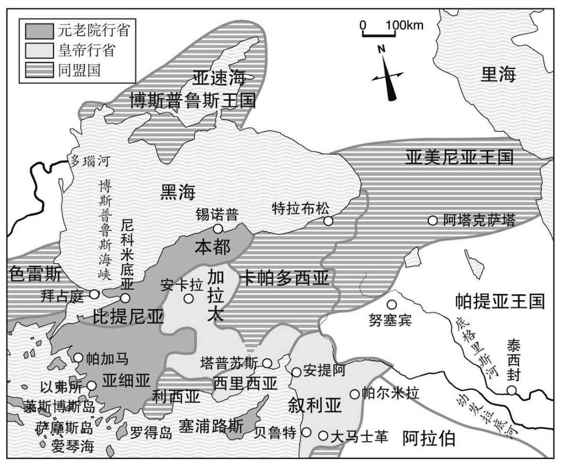 元老院行省
皇帝行省
同盟国
0 100km
N
亚速海
博斯普鲁斯王国
里海
多瑙河
亚美尼亚王国
黑海
博斯普鲁斯海峡
锡诺普
特拉布松
阿塔克萨塔
尼科米底亚
本都
色雷斯
加拉太
卡帕多西亚
安卡拉
拜占庭
比提尼亚
帕提亚王国
努塞宾
底格里斯河
泰西封
帕加马
塔普苏斯
安提阿
以弗所
亚细亚
西里西亚
利西亚
帕尔米拉
莱斯博斯岛
叙利亚
幼发拉底河
萨摩斯岛
罗得岛
塞浦路斯
贝鲁特
大马士革
阿拉伯
爱琴海